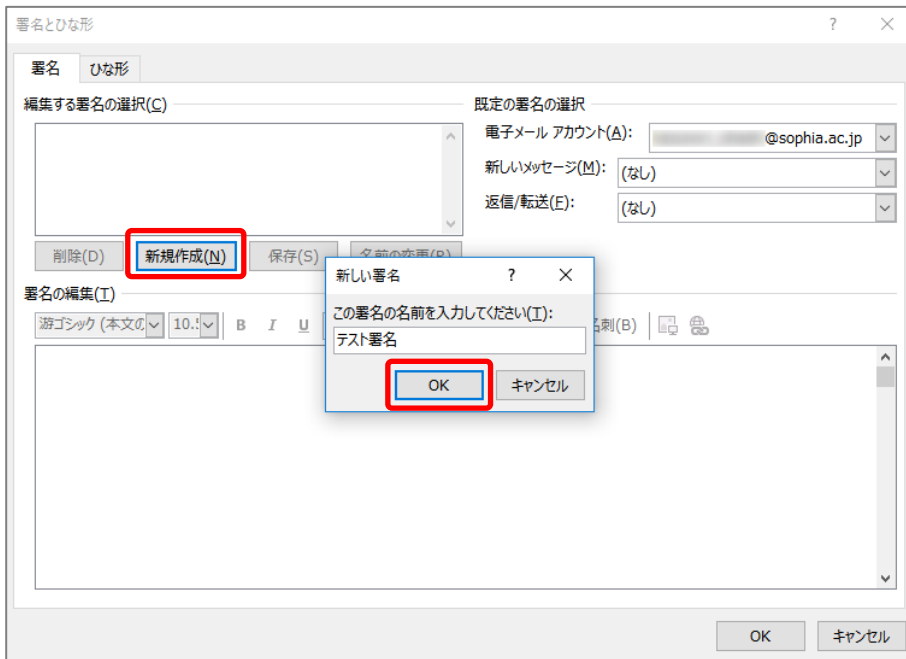 署名とひな形
署名 ひな形
編集する署名の選択(C)
既定の署名の選択
電子メール アカウント(A): @sophia.ac.jp
新しいメッセージ(M): (なし)
返信/転送(F): (なし)
削除(D) 新規作成(N) 保存(S) 名前の変更(R)
新しい署名 ?
この署名の名前を入力してください(T):
テスト署名
OK キャンセル
署名の編集(T)
游ゴシック (本文の 10.5 B I U 刺(B)
OK キャンセル